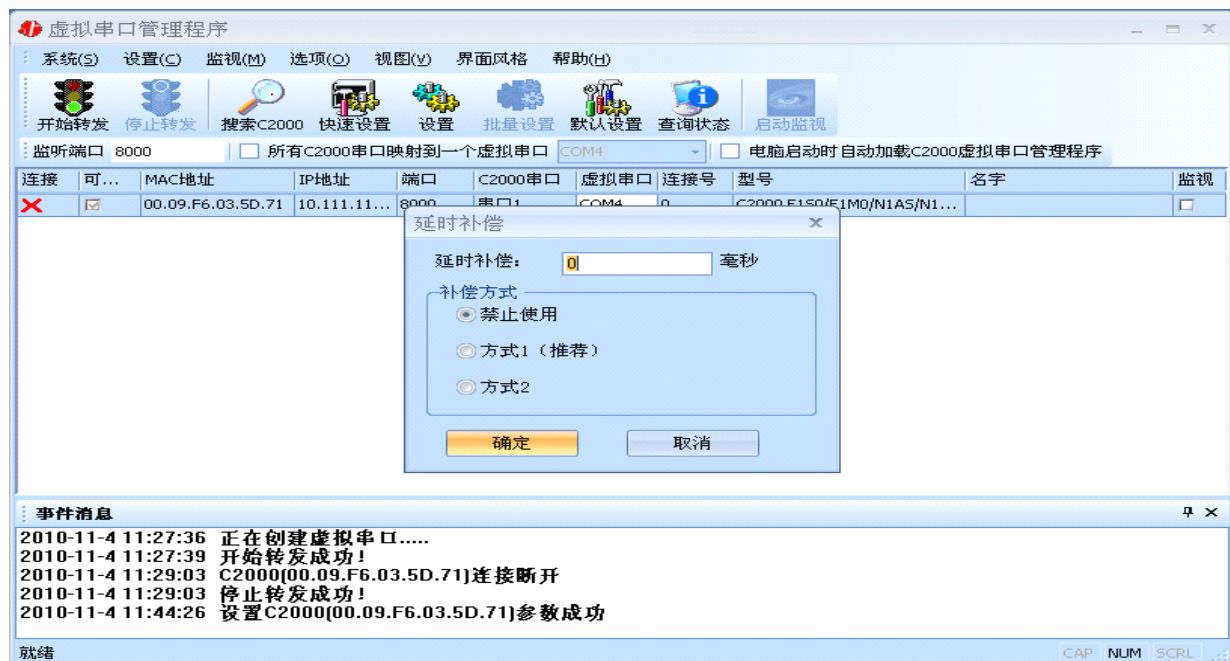 虚拟串口管理程序
系统(S) 设置(C) 监视(M) 选项(O) 视图(V) 界面风格 帮助(H)
开始转发 停止转发 搜索C2000 快速设置 设置 批量设置 默认设置 查询状态 启动监视
监听端口 8000 所有C2000串口映射到一个虚拟串口 COM4 电脑启动时自动加载C2000虚拟串口管理程序
连接 可... MAC地址 IP地址 端口 C2000串口 虚拟串口 连接号 型号 名字 监视
00.09.F6.03.5D.71 10.111.11... 8000 串口1 COM4 0 C2000 E1S0/E1M0/N1AS/N1...
延时补偿
延时补偿: 0 毫秒
补偿方式
禁止使用
方式1（推荐）
方式2
确定 取消
事件消息
2010-11-4 11:27:36 正在创建虚拟串口.....
2010-11-4 11:27:39 开始转发成功!
2010-11-4 11:29:03 C2000(00.09.F6.03.5D.71)连接断开
2010-11-4 11:29:03 停止转发成功!
2010-11-4 11:44:26 设置C2000(00.09.F6.03.5D.71)参数成功
就绪 CAP NUM SCRL